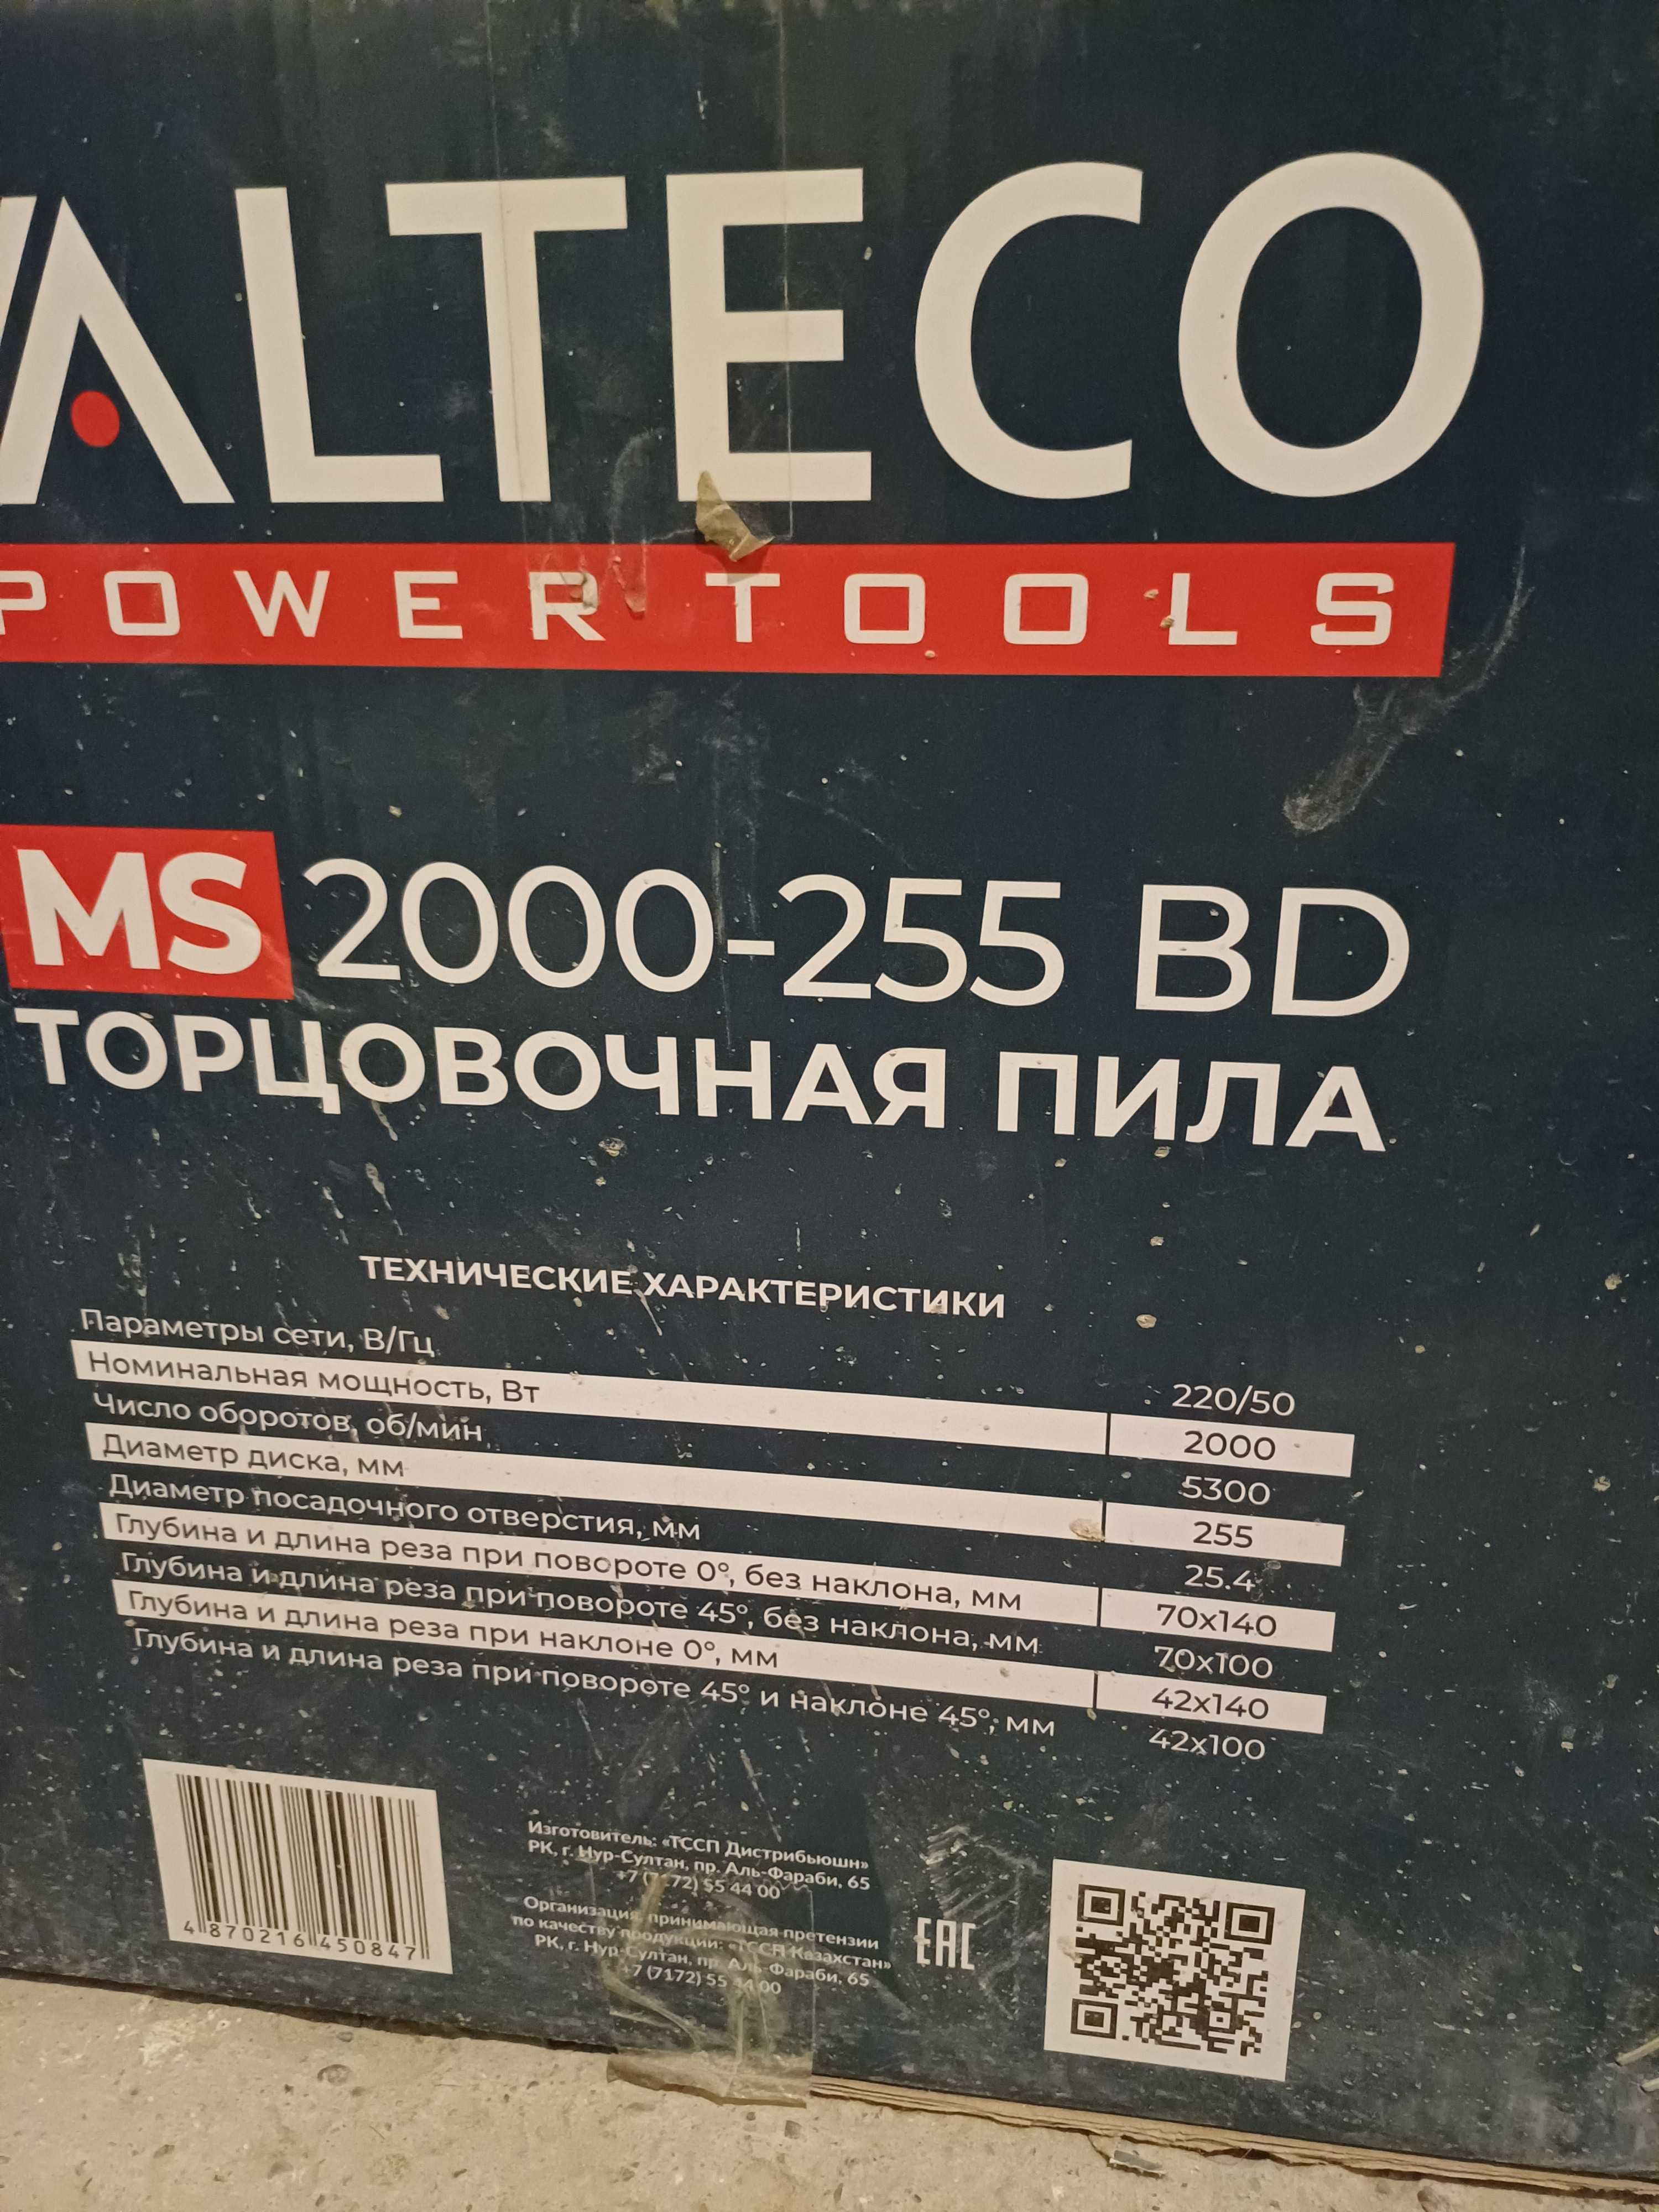 ALTECO
POWER TOOLS
MS 2000-255 BD
ТОРЦОВОЧНАЯ ПИЛА
ТЕХНИЧЕСКИЕ ХАРАКТЕРИСТИКИ
Параметры сети, В/Гц 220/50
Номинальная мощность, Вт 2000
Число оборотов, об/мин 5300
Диаметр диска, мм 255
Диаметр посадочного отверстия, мм 25.4
Глубина и длина реза при повороте 0°, без наклона, мм 70x140
Глубина и длина реза при повороте 45°, без наклона, мм 70x100
Глубина и длина реза при наклоне 0°, мм 42x140
Глубина и длина реза при повороте 45° и наклоне 45°, мм 42x100
4 870216 450847
Изготовитель: «ТССП Дистрибьюшн»
РК, г. Нур-Султан, пр. Аль-Фараби, 65
+7 (7172) 55 44 00
Организация, принимающая претензии
по качеству продукции: «ТССП Казахстан»
РК, г. Нур-Султан, пр. Аль-Фараби, 65
+7 (7172) 55 44 00
EAC